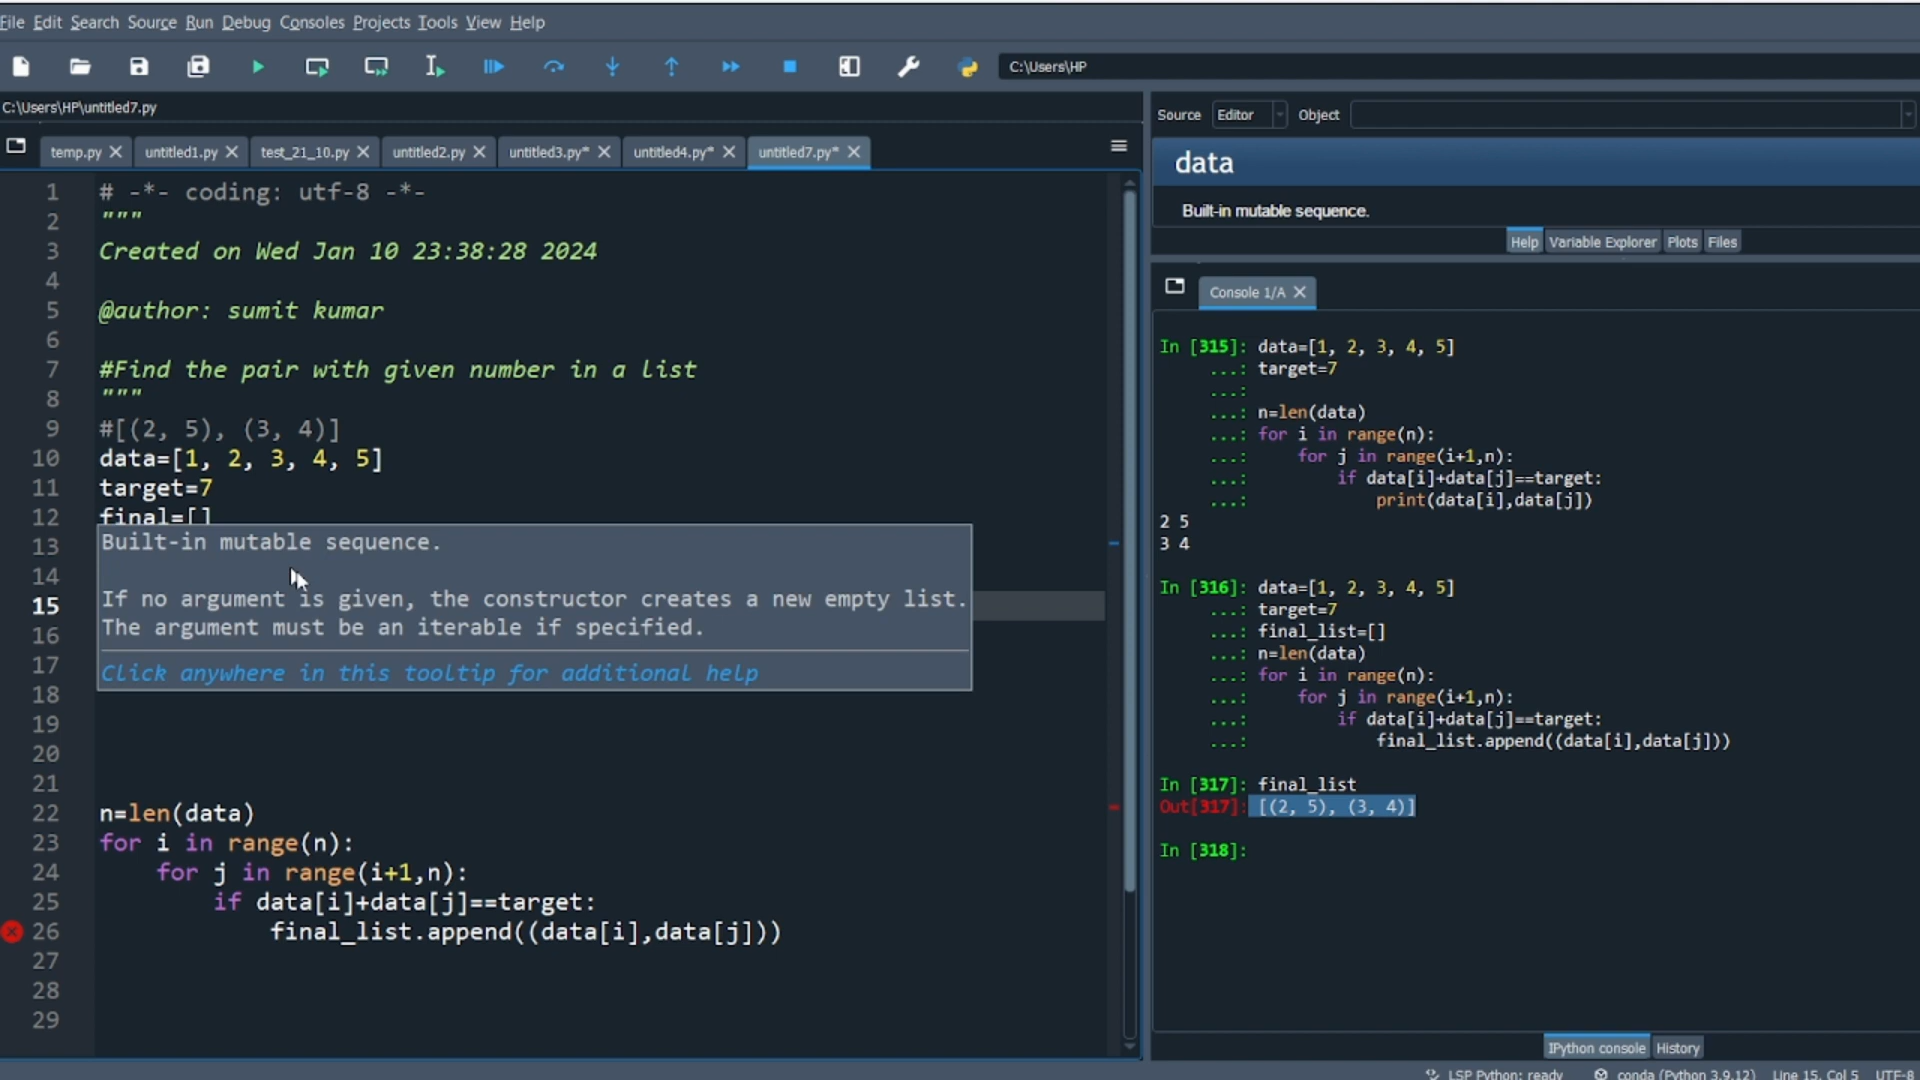 File Edit Search Source Run Debug Consoles Projects Tools View Help
C:\Users\HP
C:\Users\HP\untitled7.py
temp.py untitled1.py test_21_10.py untitled2.py untitled3.py* untitled4.py* untitled7.py*
1 # -*- coding: utf-8 -*-
2 """
3 Created on Wed Jan 10 23:38:28 2024
4
5 @author: sumit kumar
6
7 #Find the pair with given number in a list
8 """
9 #[(2, 5), (3, 4)]
10 data=[1, 2, 3, 4, 5]
11 target=7
12 final=[]
13
14
15
16
17
18
19
20
21
22 n=len(data)
23 for i in range(n):
24 for j in range(i+1,n):
25 if data[i]+data[j]==target:
26 final_list.append((data[i],data[j]))
27
28
29
Built-in mutable sequence.
If no argument is given, the constructor creates a new empty list.
The argument must be an iterable if specified.
Click anywhere in this tooltip for additional help
Source Editor Object
data
Built-in mutable sequence.
Help Variable Explorer Plots Files
Console 1/A
In [315]: data=[1, 2, 3, 4, 5]
...: target=7
...:
...: n=len(data)
...: for i in range(n):
...: for j in range(i+1,n):
...: if data[i]+data[j]==target:
...: print(data[i],data[j])
2 5
3 4
In [316]: data=[1, 2, 3, 4, 5]
...: target=7
...: final_list=[]
...: n=len(data)
...: for i in range(n):
...: for j in range(i+1,n):
...: if data[i]+data[j]==target:
...: final_list.append((data[i],data[j]))
In [317]: final_list
Out[317]: [(2, 5), (3, 4)]
In [318]:
IPython console History
LSP Python: ready conda (Python 3.9.12) Line 15, Col 5 UTF-8